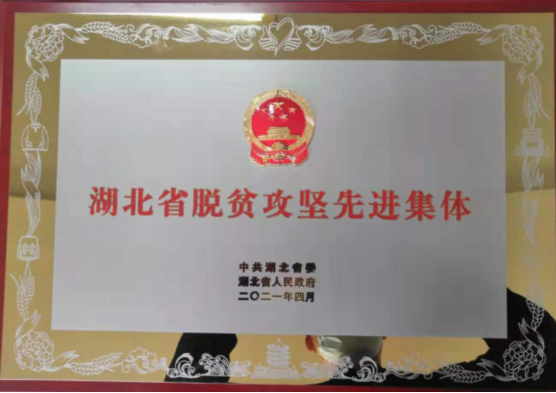 湖北省脱贫攻坚先进集体
中共湖北省委
湖北省人民政府
二〇二一年四月